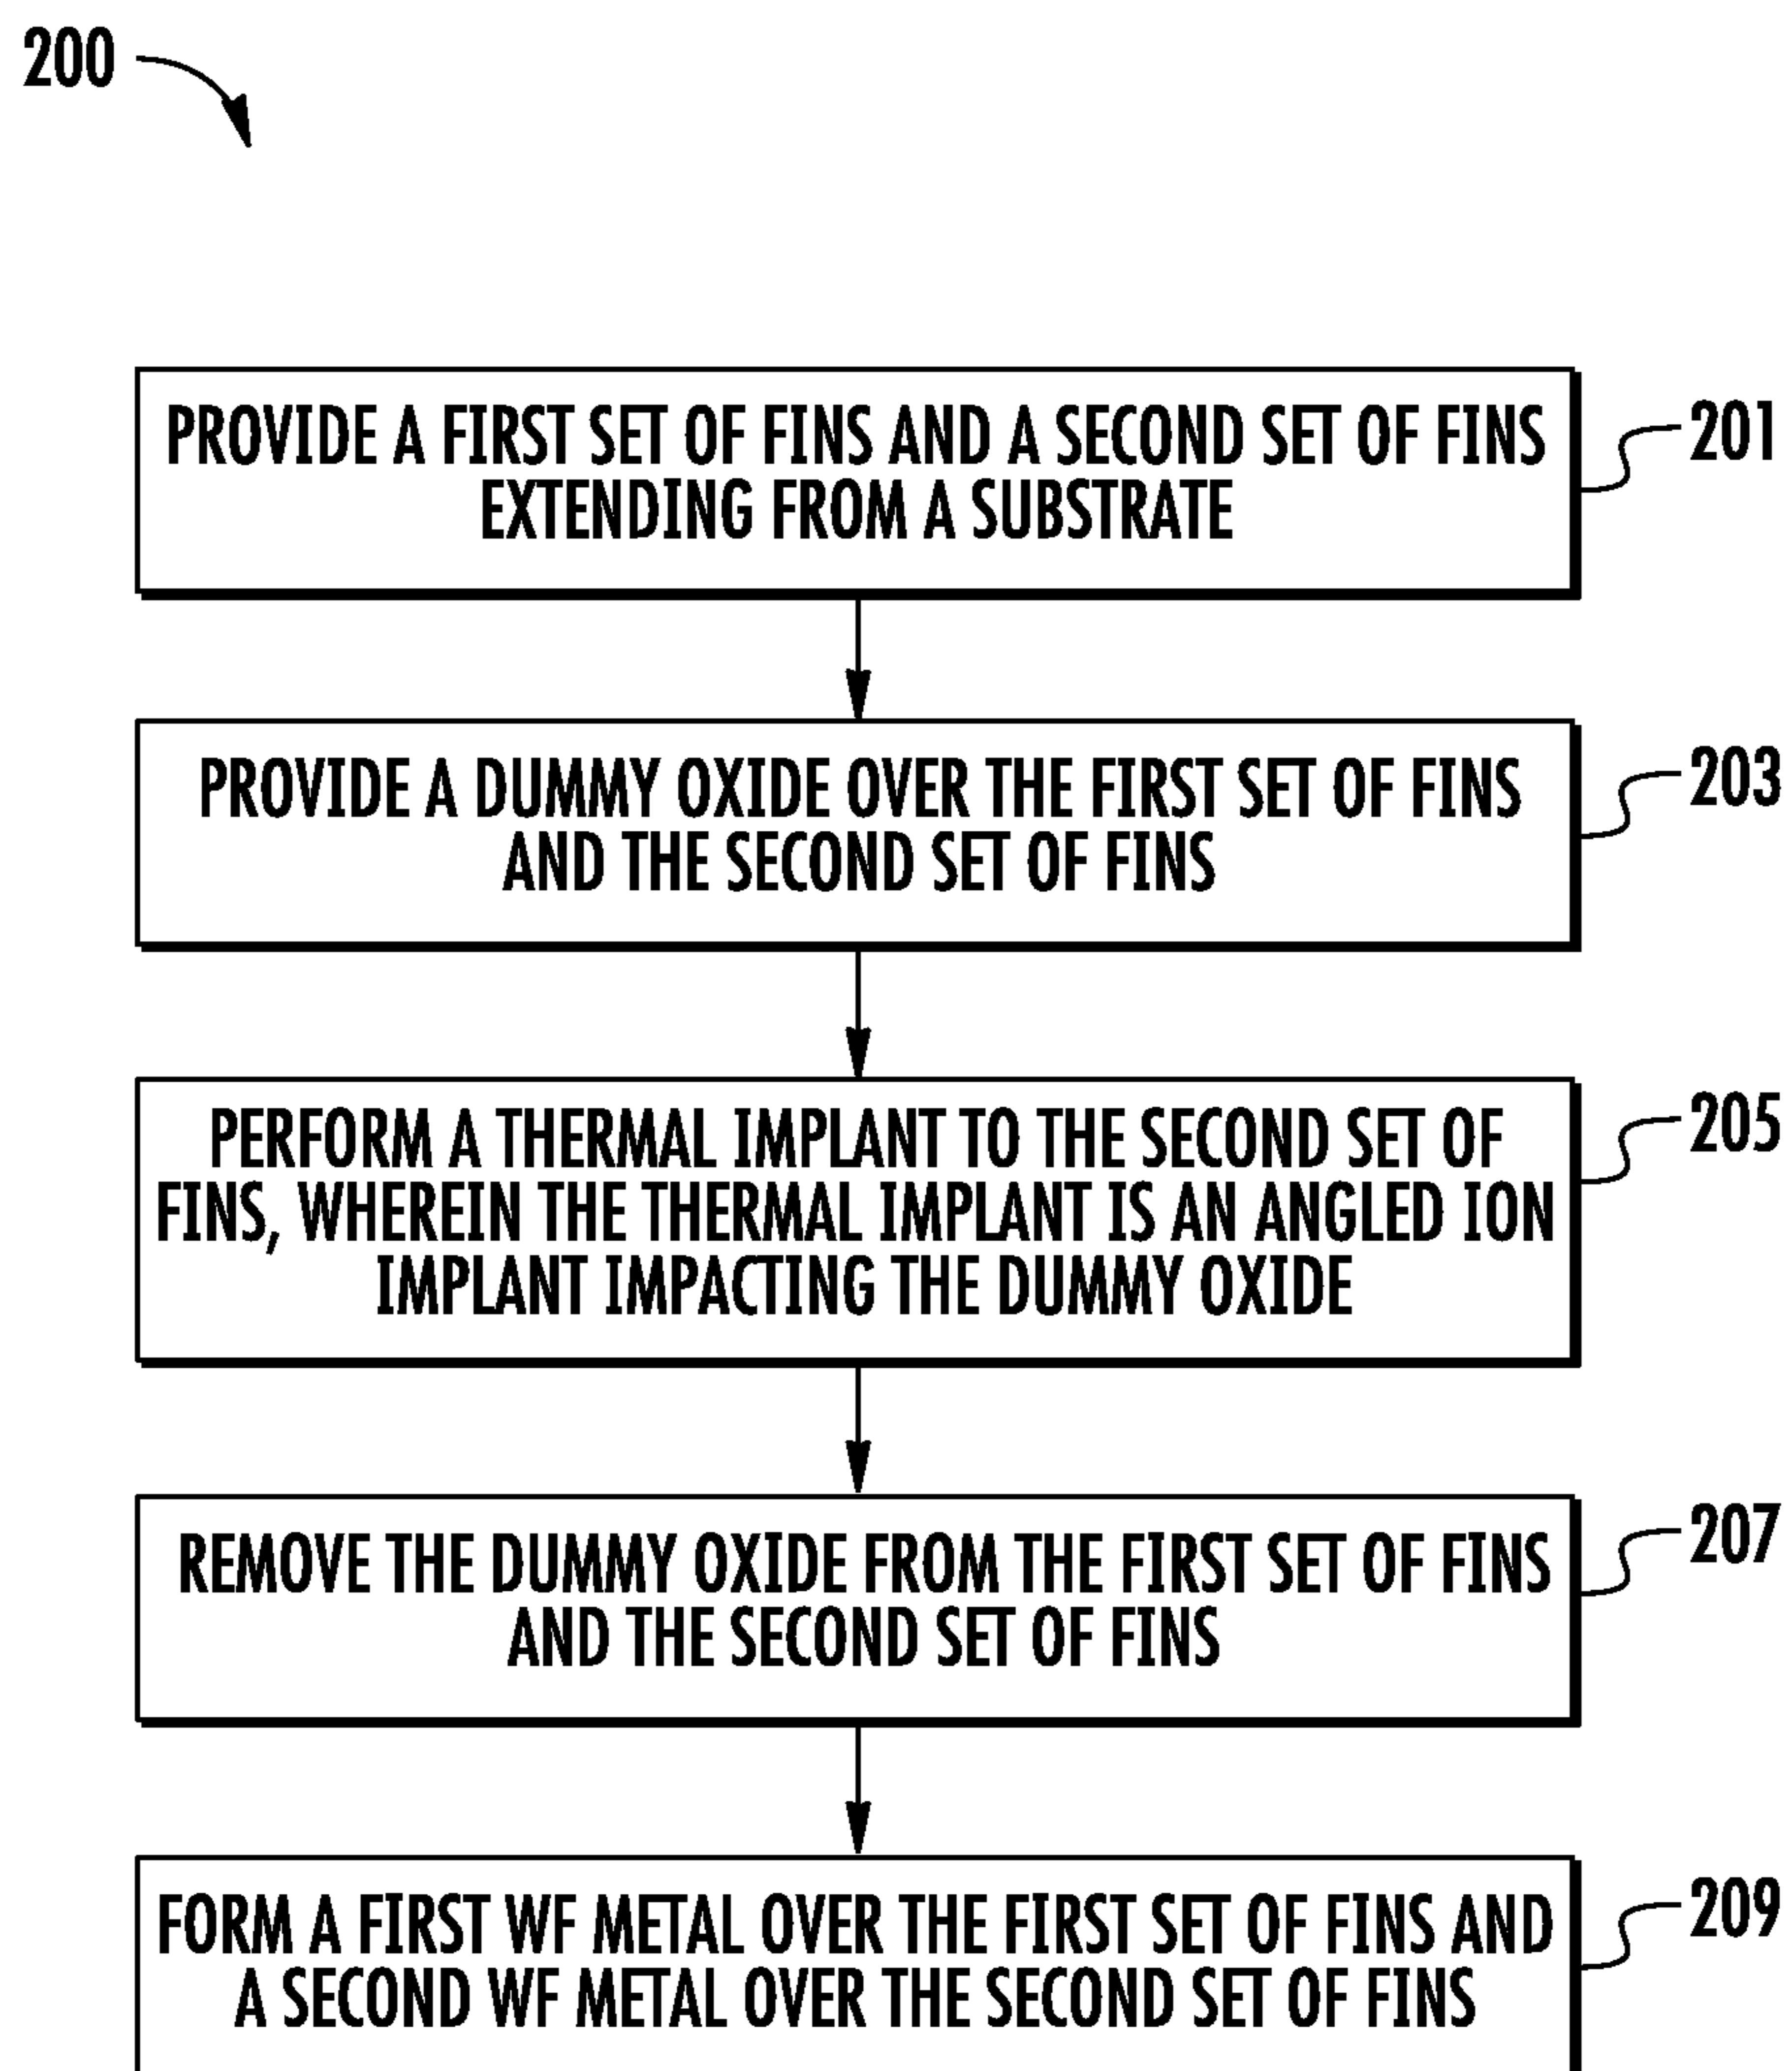 200
PROVIDE A FIRST SET OF FINS AND A SECOND SET OF FINS
EXTENDING FROM A SUBSTRATE
201
PROVIDE A DUMMY OXIDE OVER THE FIRST SET OF FINS
AND THE SECOND SET OF FINS
203
PERFORM A THERMAL IMPLANT TO THE SECOND SET OF
FINS, WHEREIN THE THERMAL IMPLANT IS AN ANGLED ION
IMPLANT IMPACTING THE DUMMY OXIDE
205
REMOVE THE DUMMY OXIDE FROM THE FIRST SET OF FINS
AND THE SECOND SET OF FINS
207
FORM A FIRST WF METAL OVER THE FIRST SET OF FINS AND
A SECOND WF METAL OVER THE SECOND SET OF FINS
209